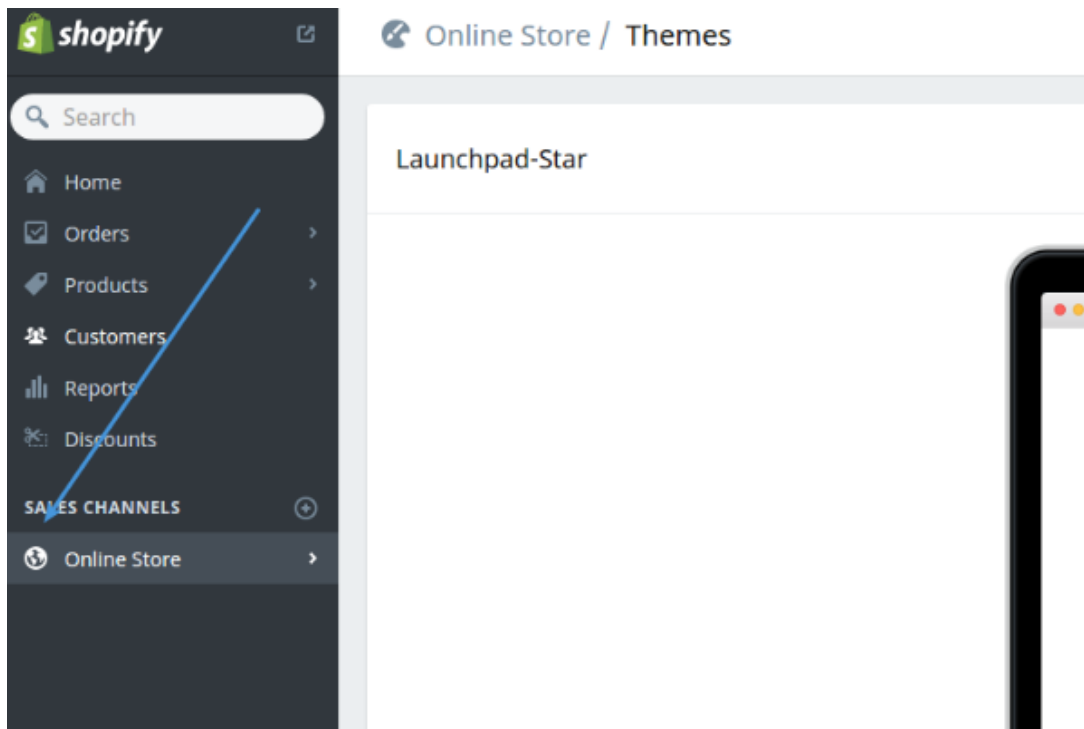 shopify
Online Store / Themes
Search
Launchpad-Star
Home
Orders
Products
Customers
Reports
Discounts
SALES CHANNELS
Online Store